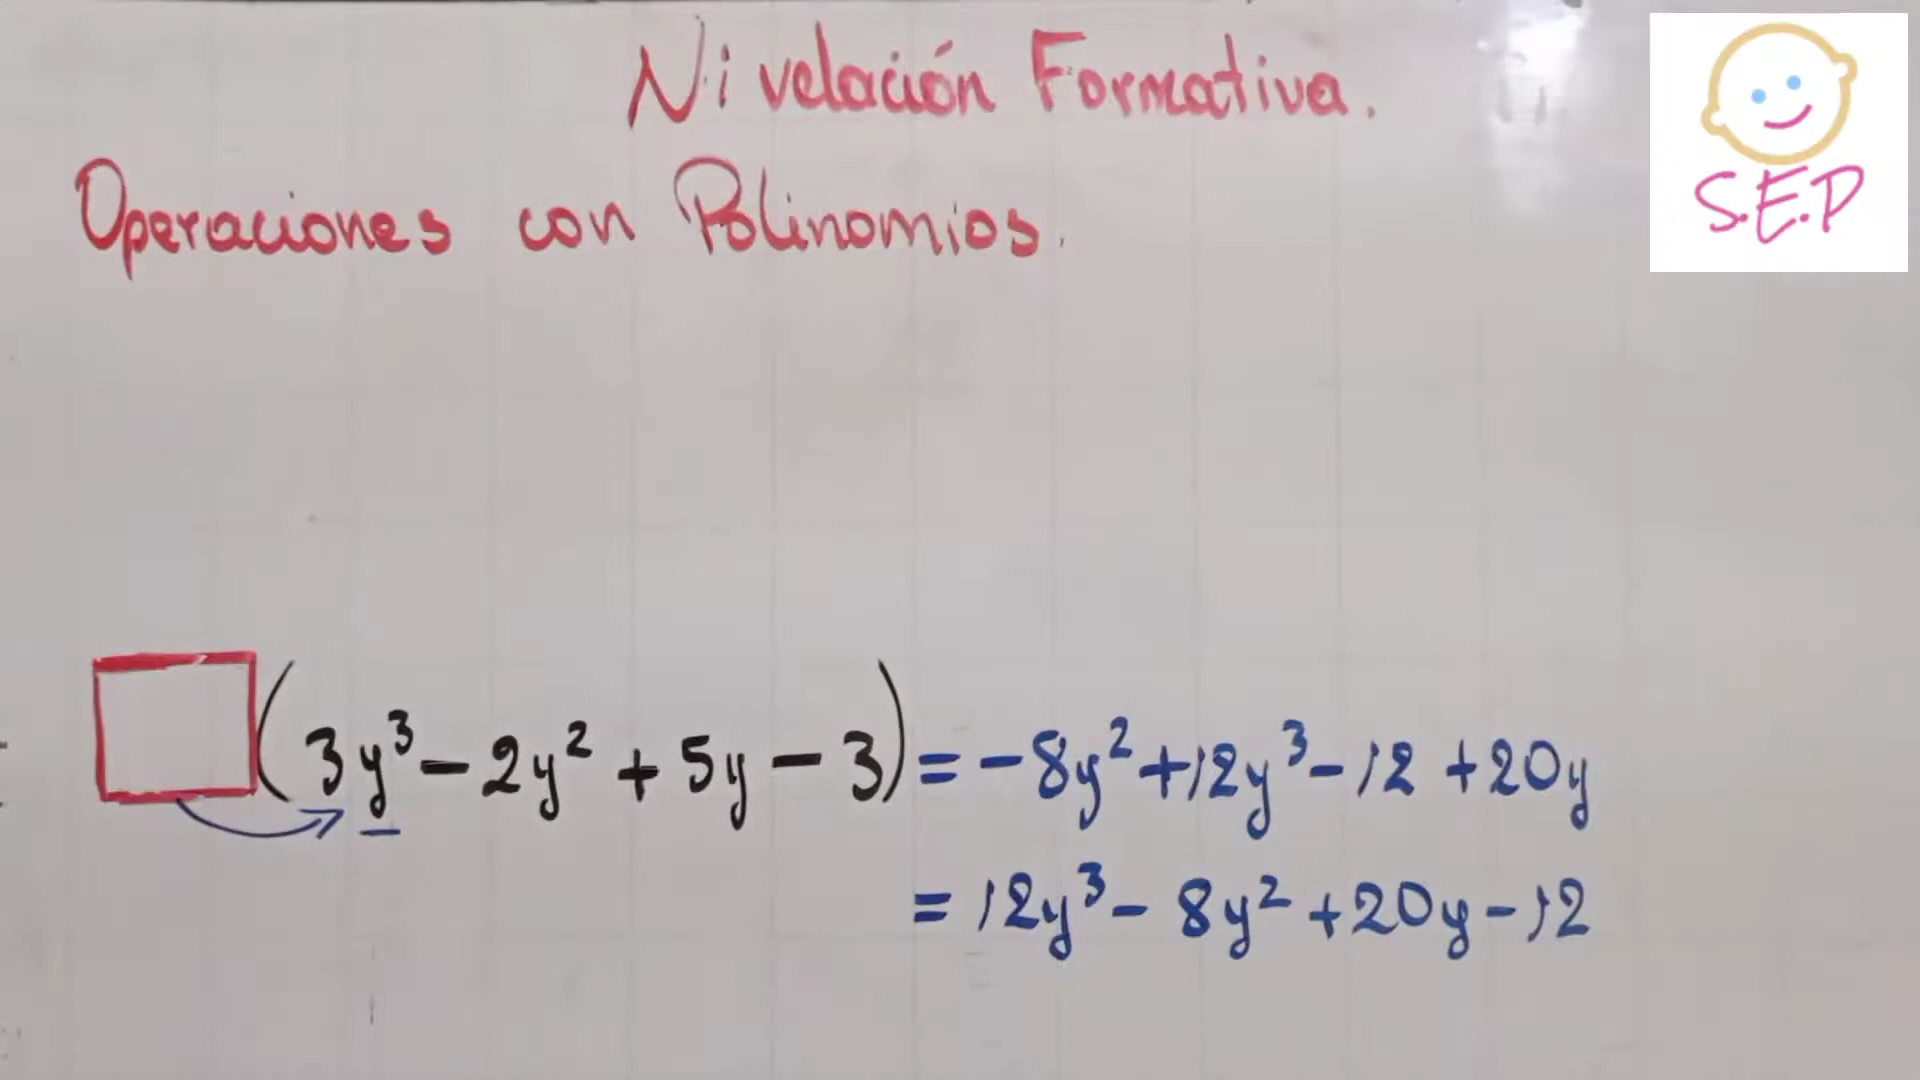 Nivelación Formativa.
S.E.P
Operaciones con Polinomios.
(3y³ - 2y² + 5y - 3) = -8y² + 12y³ - 12 + 20y
= 12y³ - 8y² + 20y - 12